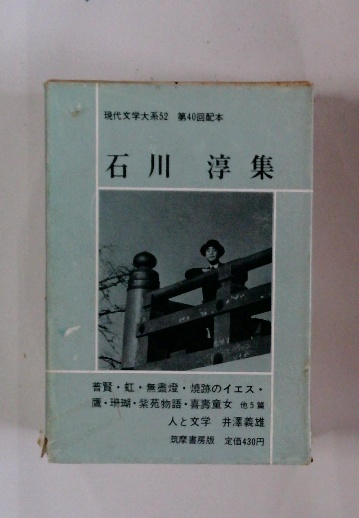 現代文学大系52 第40回配本
石川 淳集
普賢・虹・無盡燈・燒跡のイエス・
鷹・珊瑚・紫苑物語・喜壽童女 他5篇
人と文学 井澤義雄
筑摩書房版 定価430円